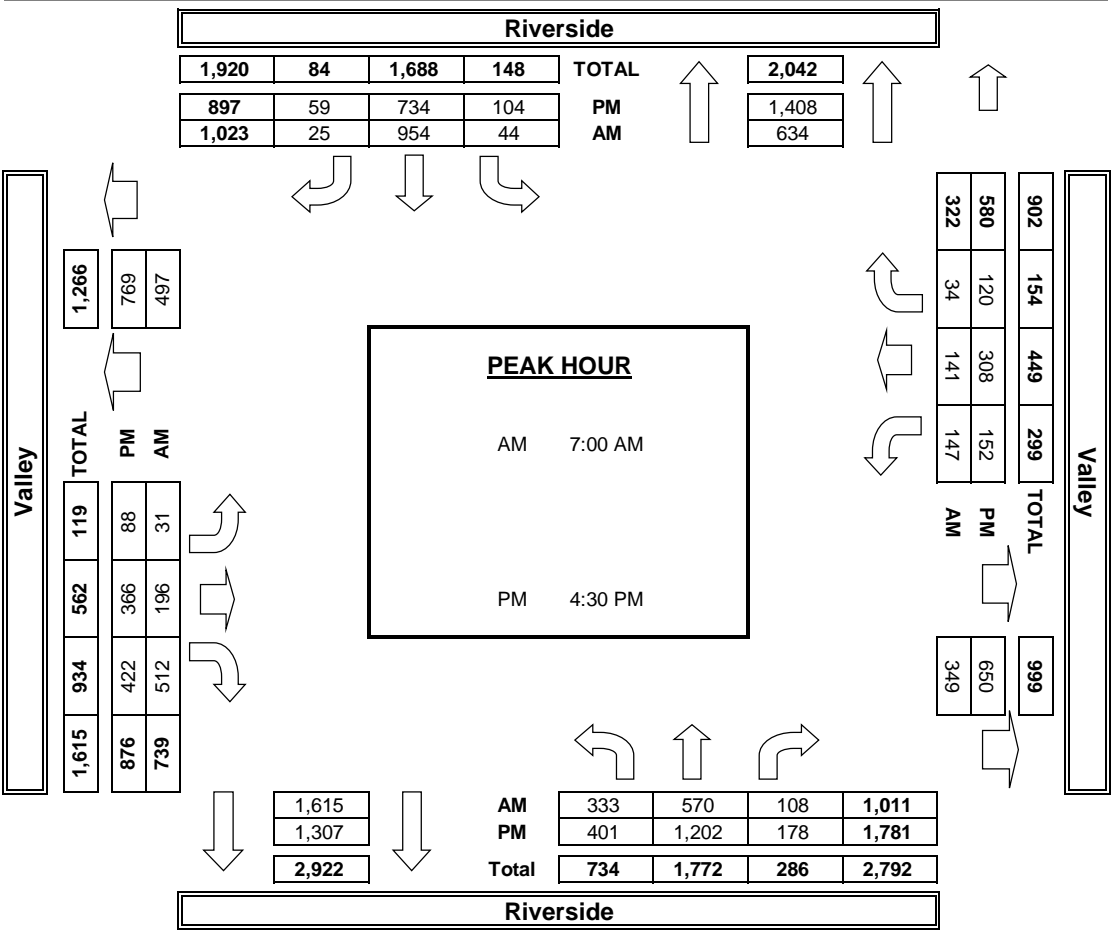 Riverside
1,920 84 1,688 148 TOTAL 2,042
897 59 734 104 PM 1,408
1,023 25 954 44 AM 634
Valley
1,266
769
497
TOTAL 119 562 934 1,615
PM 88 366 422 876
AM 31 196 512 739
PEAK HOUR
AM 7:00 AM
PM 4:30 PM
902 154 449 299 TOTAL 999
580 120 308 152 PM 650
322 34 141 147 AM 349
Valley
1,615 AM 333 570 108 1,011
1,307 PM 401 1,202 178 1,781
2,922 Total 734 1,772 286 2,792
Riverside